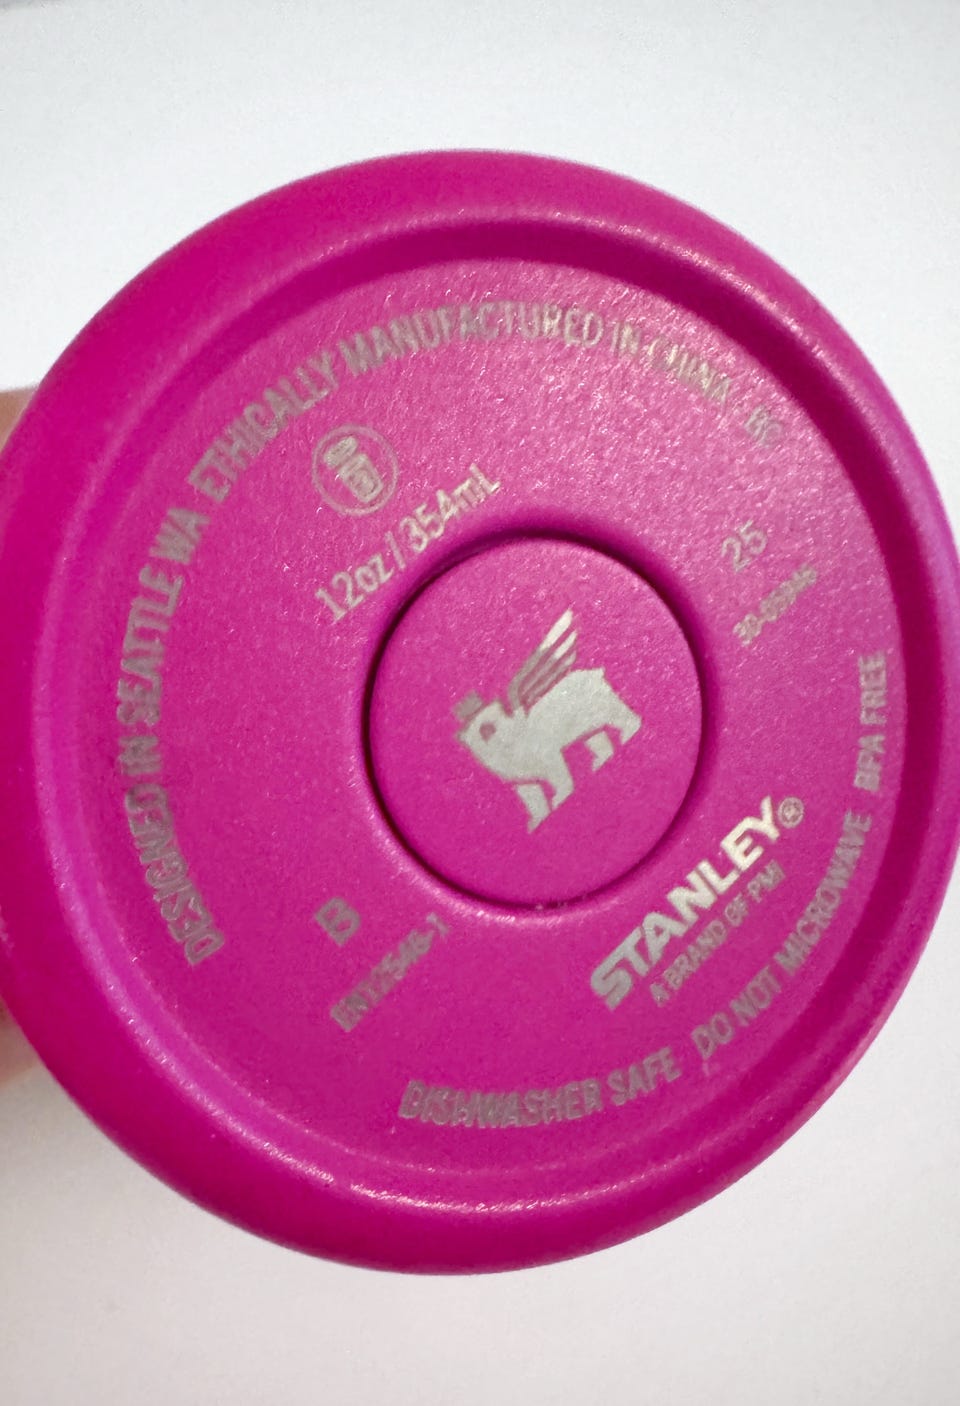 DESIGNED IN SEATTLE WA ETHICALLY MANUFACTURED IN CHINA
12oz / 354mL
25
B
STANLEY®
A BRAND OF PMI
DISHWASHER SAFE DO NOT MICROWAVE BPA FREE